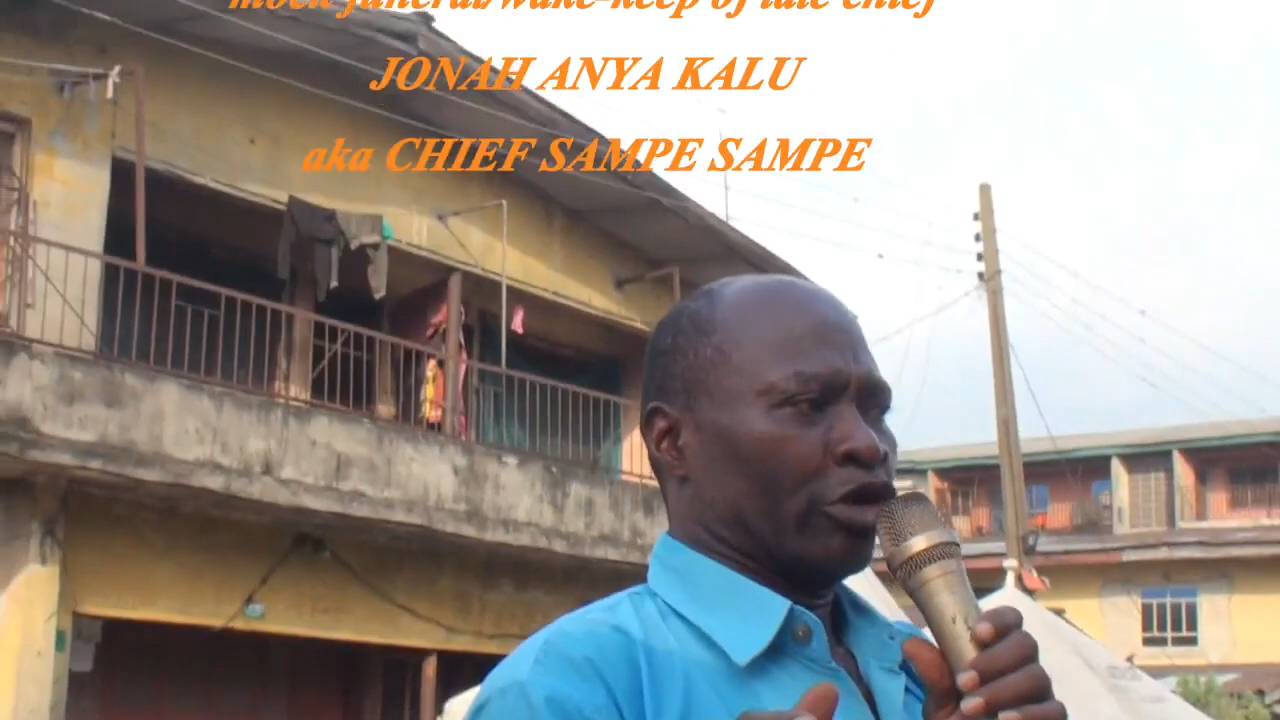 mock funeral/wake-keep of late chief
JONAH ANYA KALU
aka CHIEF SAMPE SAMPE